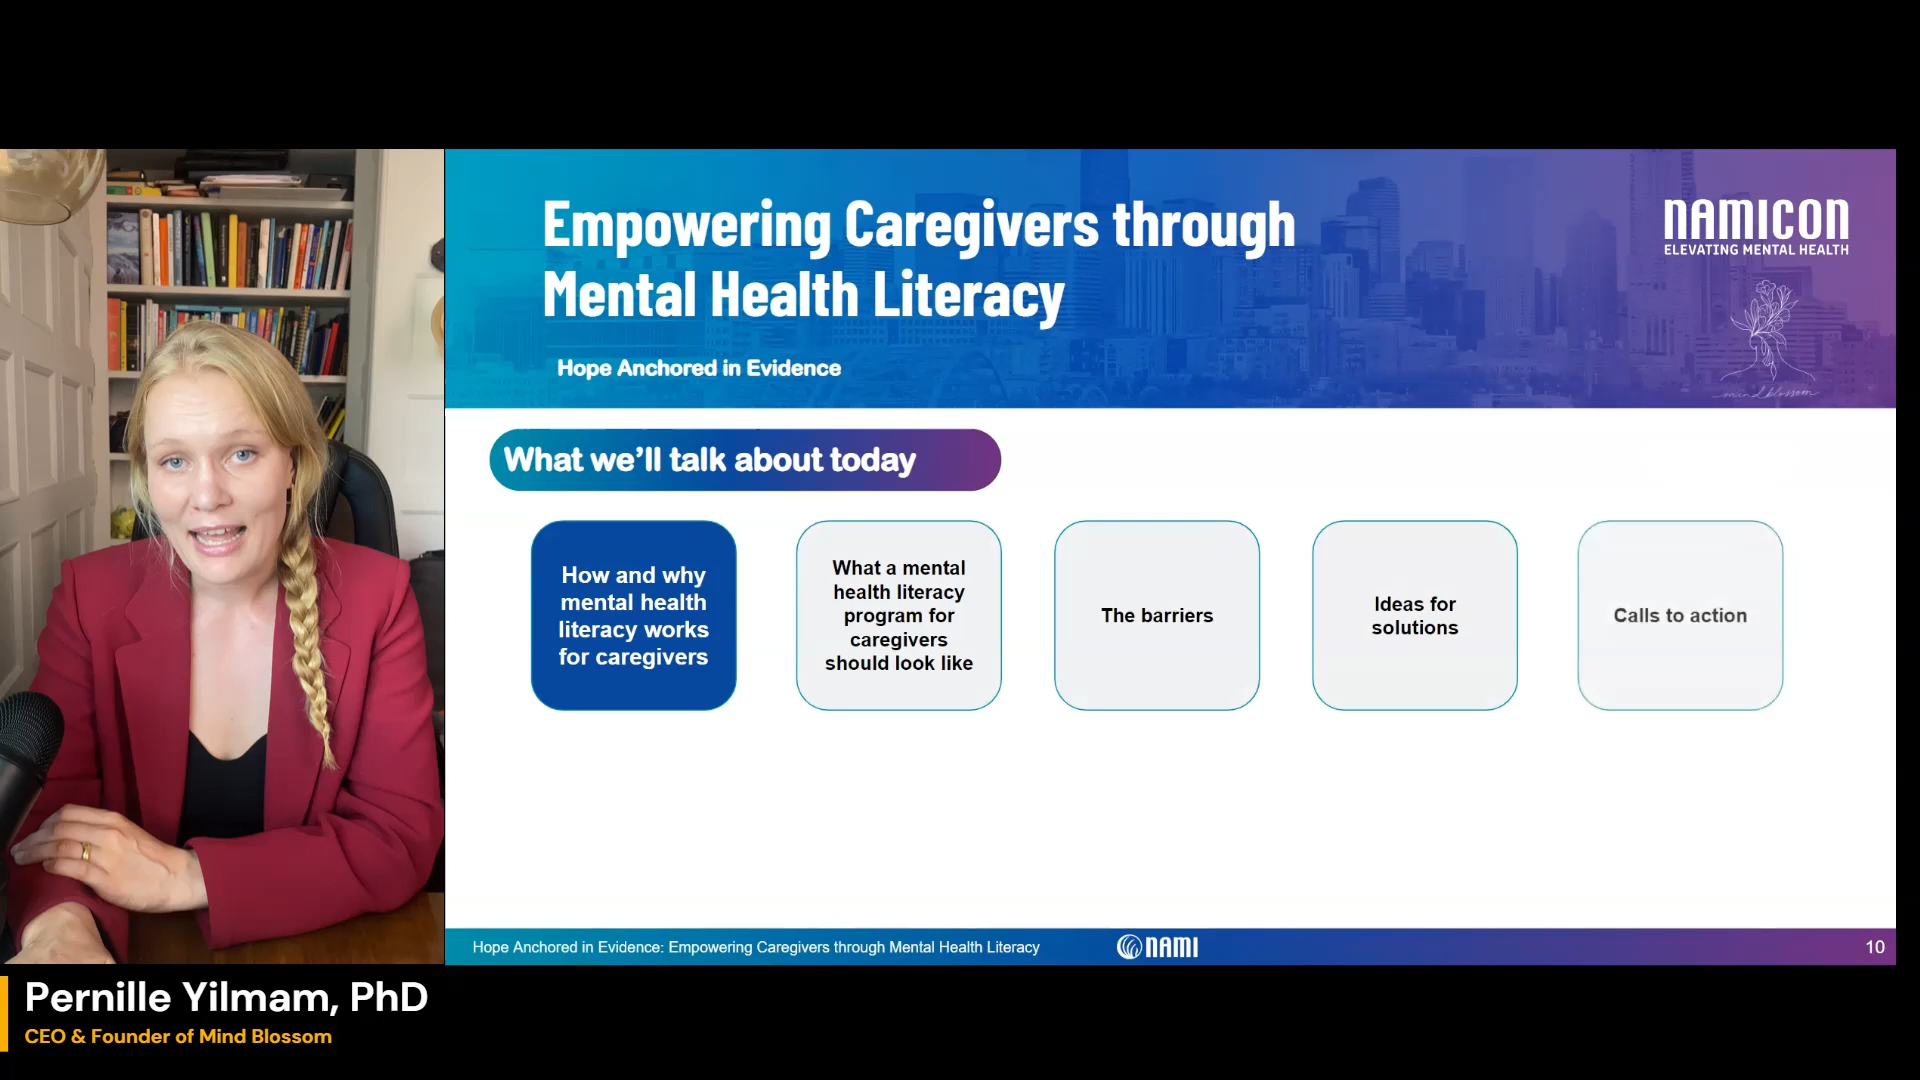 Empowering Caregivers through
Mental Health Literacy
Hope Anchored in Evidence
NAMICON
ELEVATING MENTAL HEALTH
mindblossom
What we'll talk about today
How and why
mental health
literacy works
for caregivers
What a mental
health literacy
program for
caregivers
should look like
The barriers
Ideas for
solutions
Calls to action
Hope Anchored in Evidence: Empowering Caregivers through Mental Health Literacy
NAMI
10
Pernille Yilmam, PhD
CEO & Founder of Mind Blossom